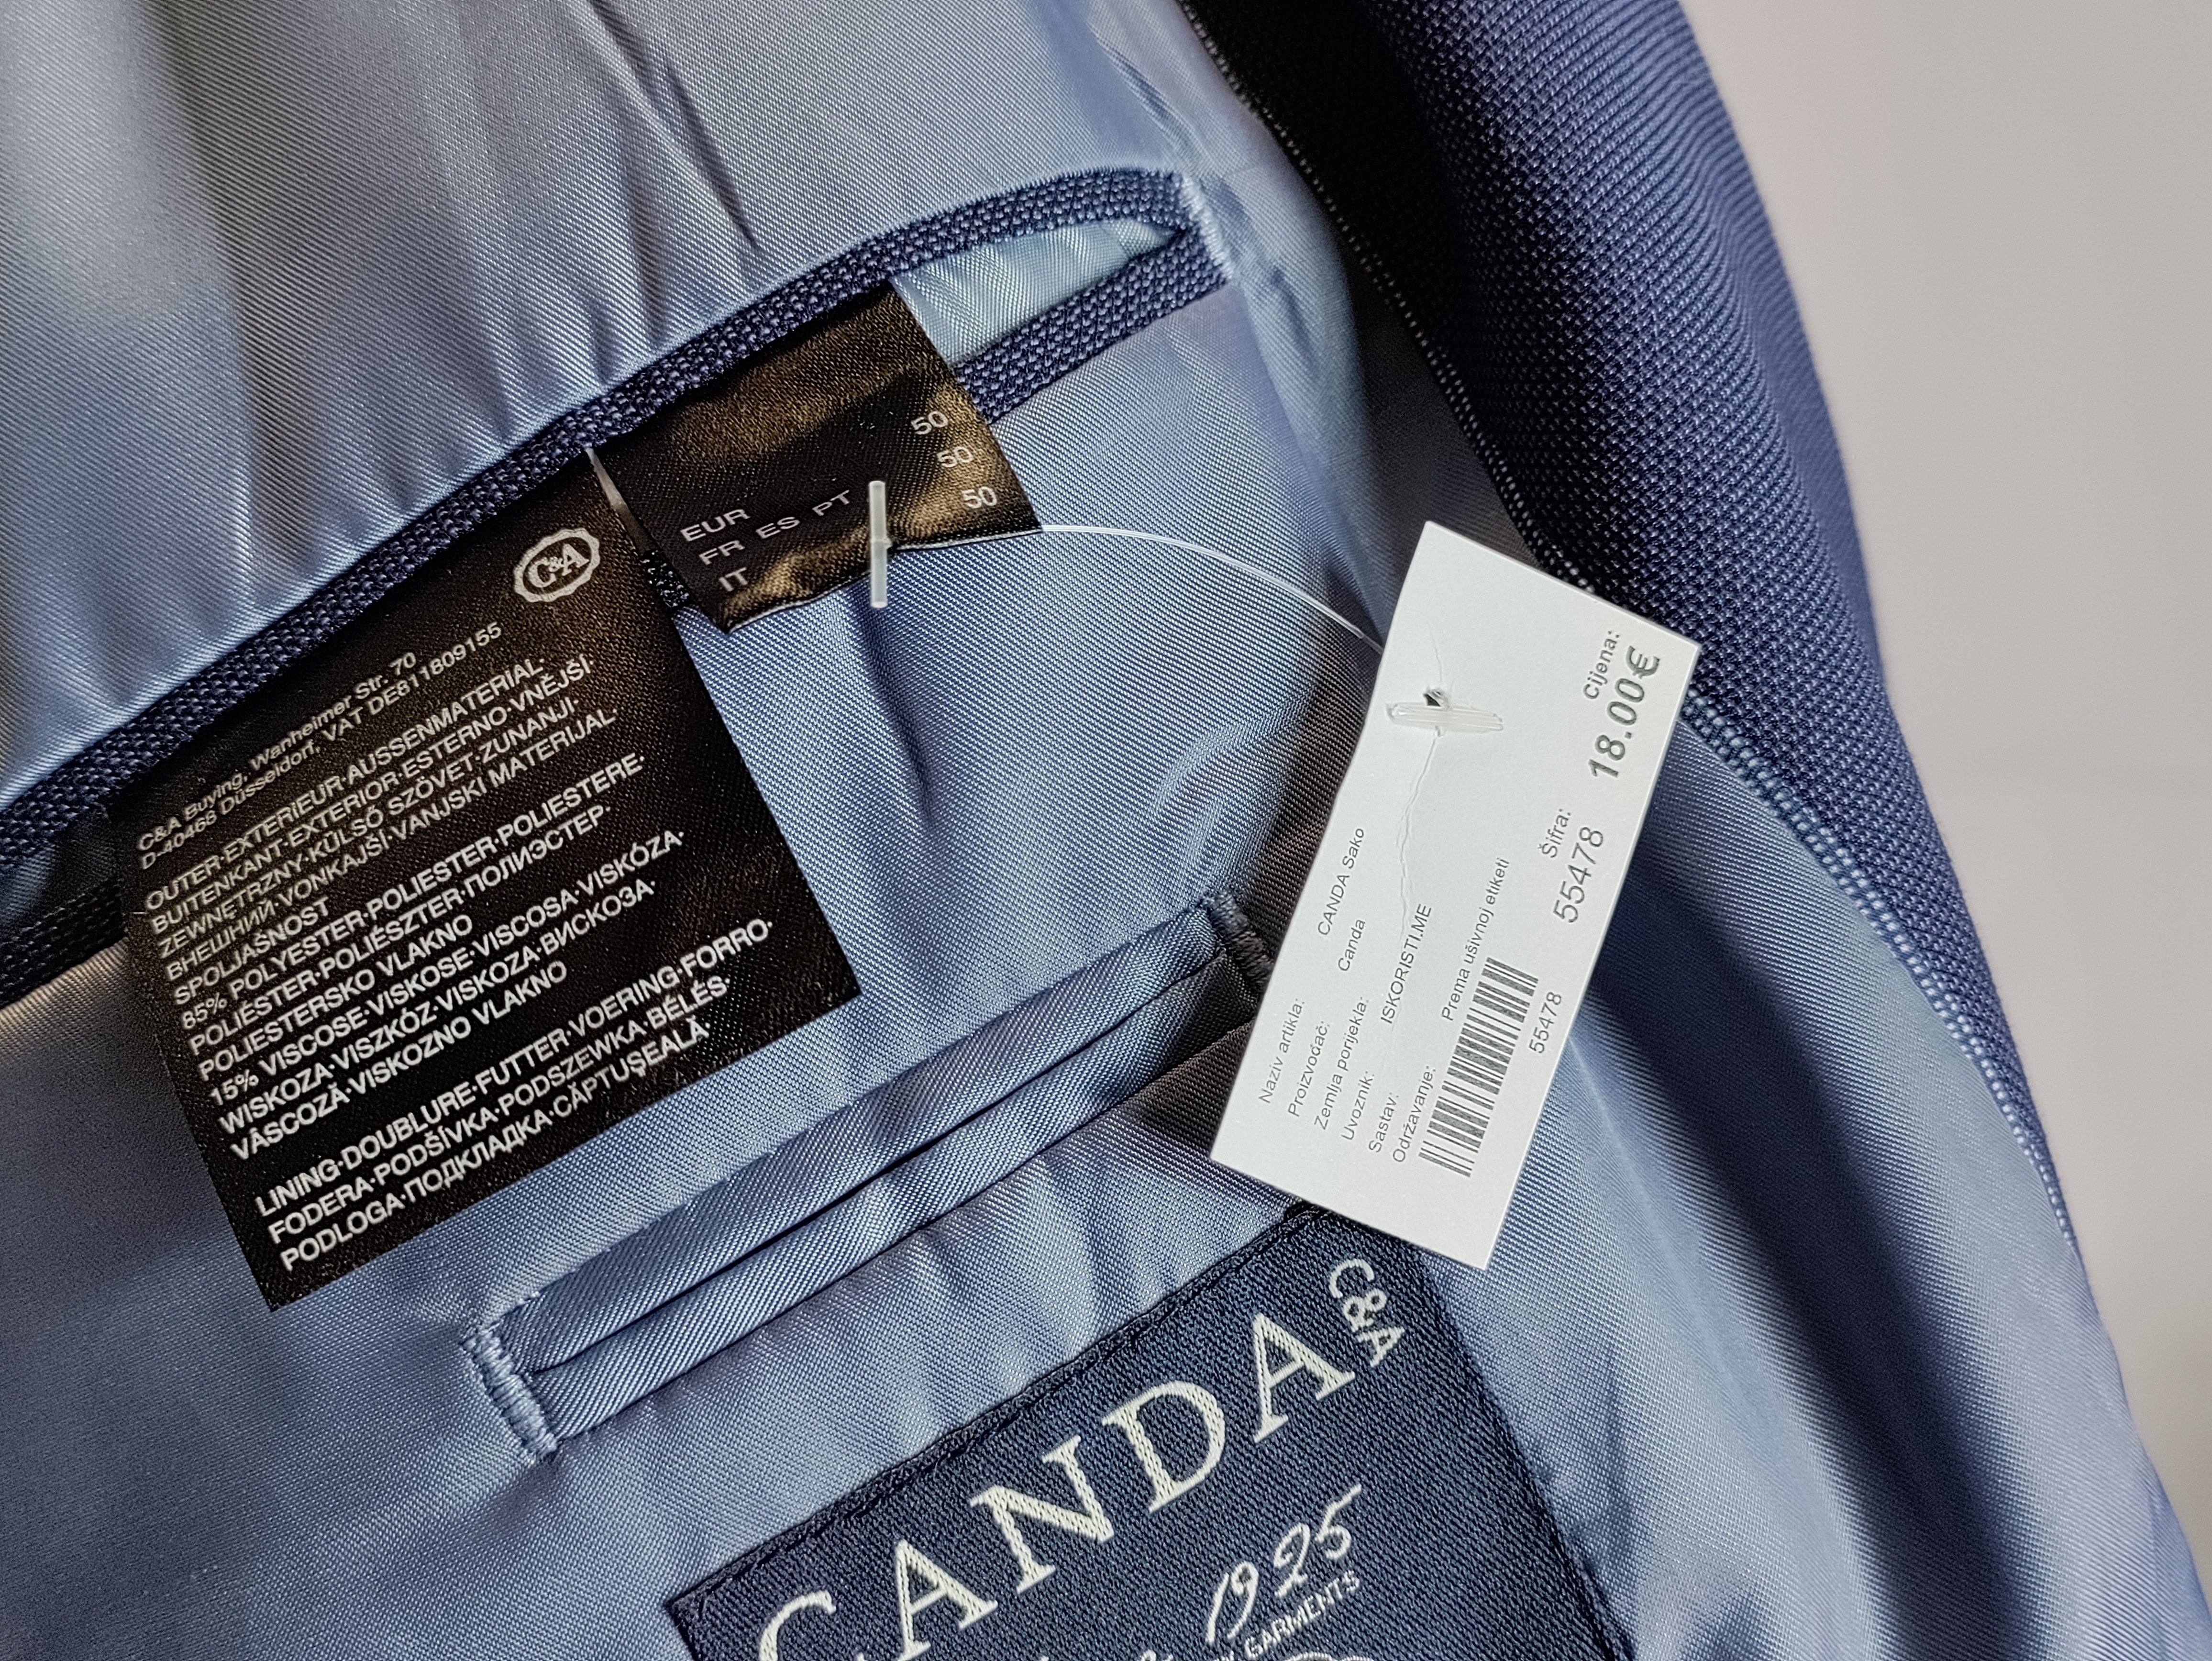 C&A
C&A Buying, Wanheimer Str. 70
D-40468 Düsseldorf, VAT DE811809155
OUTER·EXTERIEUR·AUSSENMATERIAL·
BUITENKANT·EXTERIOR·ESTERNO·VNĚJŠÍ·
ZEWNĘTRZNY·KÜLSŐ SZÖVET·ZUNANJI·
ВНЕШНИЙ·VONKAJŠI·VANJSKI MATERIJAL·
SPOLJAŠNOST
85% POLYESTER·POLIESTER·POLIESTERE·
POLIÉSTER·POLIÉSZTER·ПОЛИЭСТЕР·
POLIESTERSKO VLAKNO
15% VISCOSE·VISKOSE·VISCOSA·VISKÓZA·
WISKOZA·VISZKÓZ·VISKOZA·ВИСКОЗА·
VÂSCOZĂ·VISKOZNO VLAKNO
LINING·DOUBLURE·FUTTER·VOERING·FORRO·
FODERA·PODŠÍVKA·PODSZEWKA·BÉLÉS·
PODLOGA·ПОДКЛАДКА·CĂPTUȘEALĂ
EUR 50
FR ES PT 50
IT 50
Naziv artikla: CANDA Sako
Proizvođač: Canda
Zemlja porijekla:
Uvoznik: ISKORISTI.ME
Sastav:
Održavanje: Prema ušivnoj etiketi
55478
Šifra:
55478
Cijena:
18.00€
CANDA
C&A
1925
GARMENTS